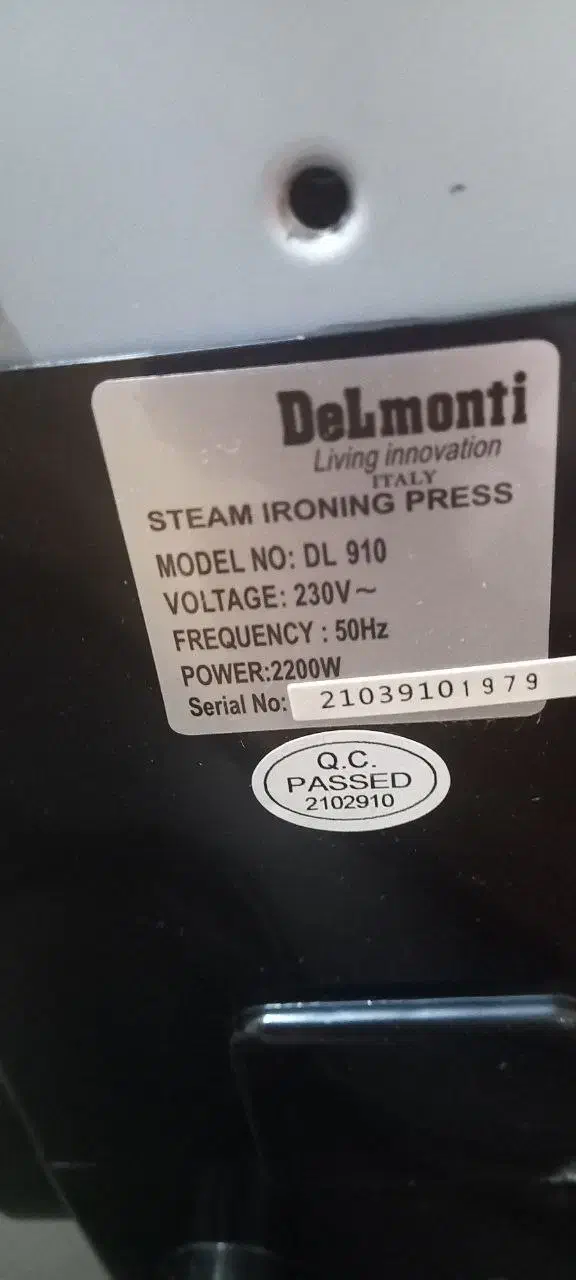 DeLmonti
Living innovation
ITALY
STEAM IRONING PRESS
MODEL NO: DL 910
VOLTAGE: 230V~
FREQUENCY : 50Hz
POWER:2200W
Serial No: 21039101979
Q.C.
PASSED
2102910